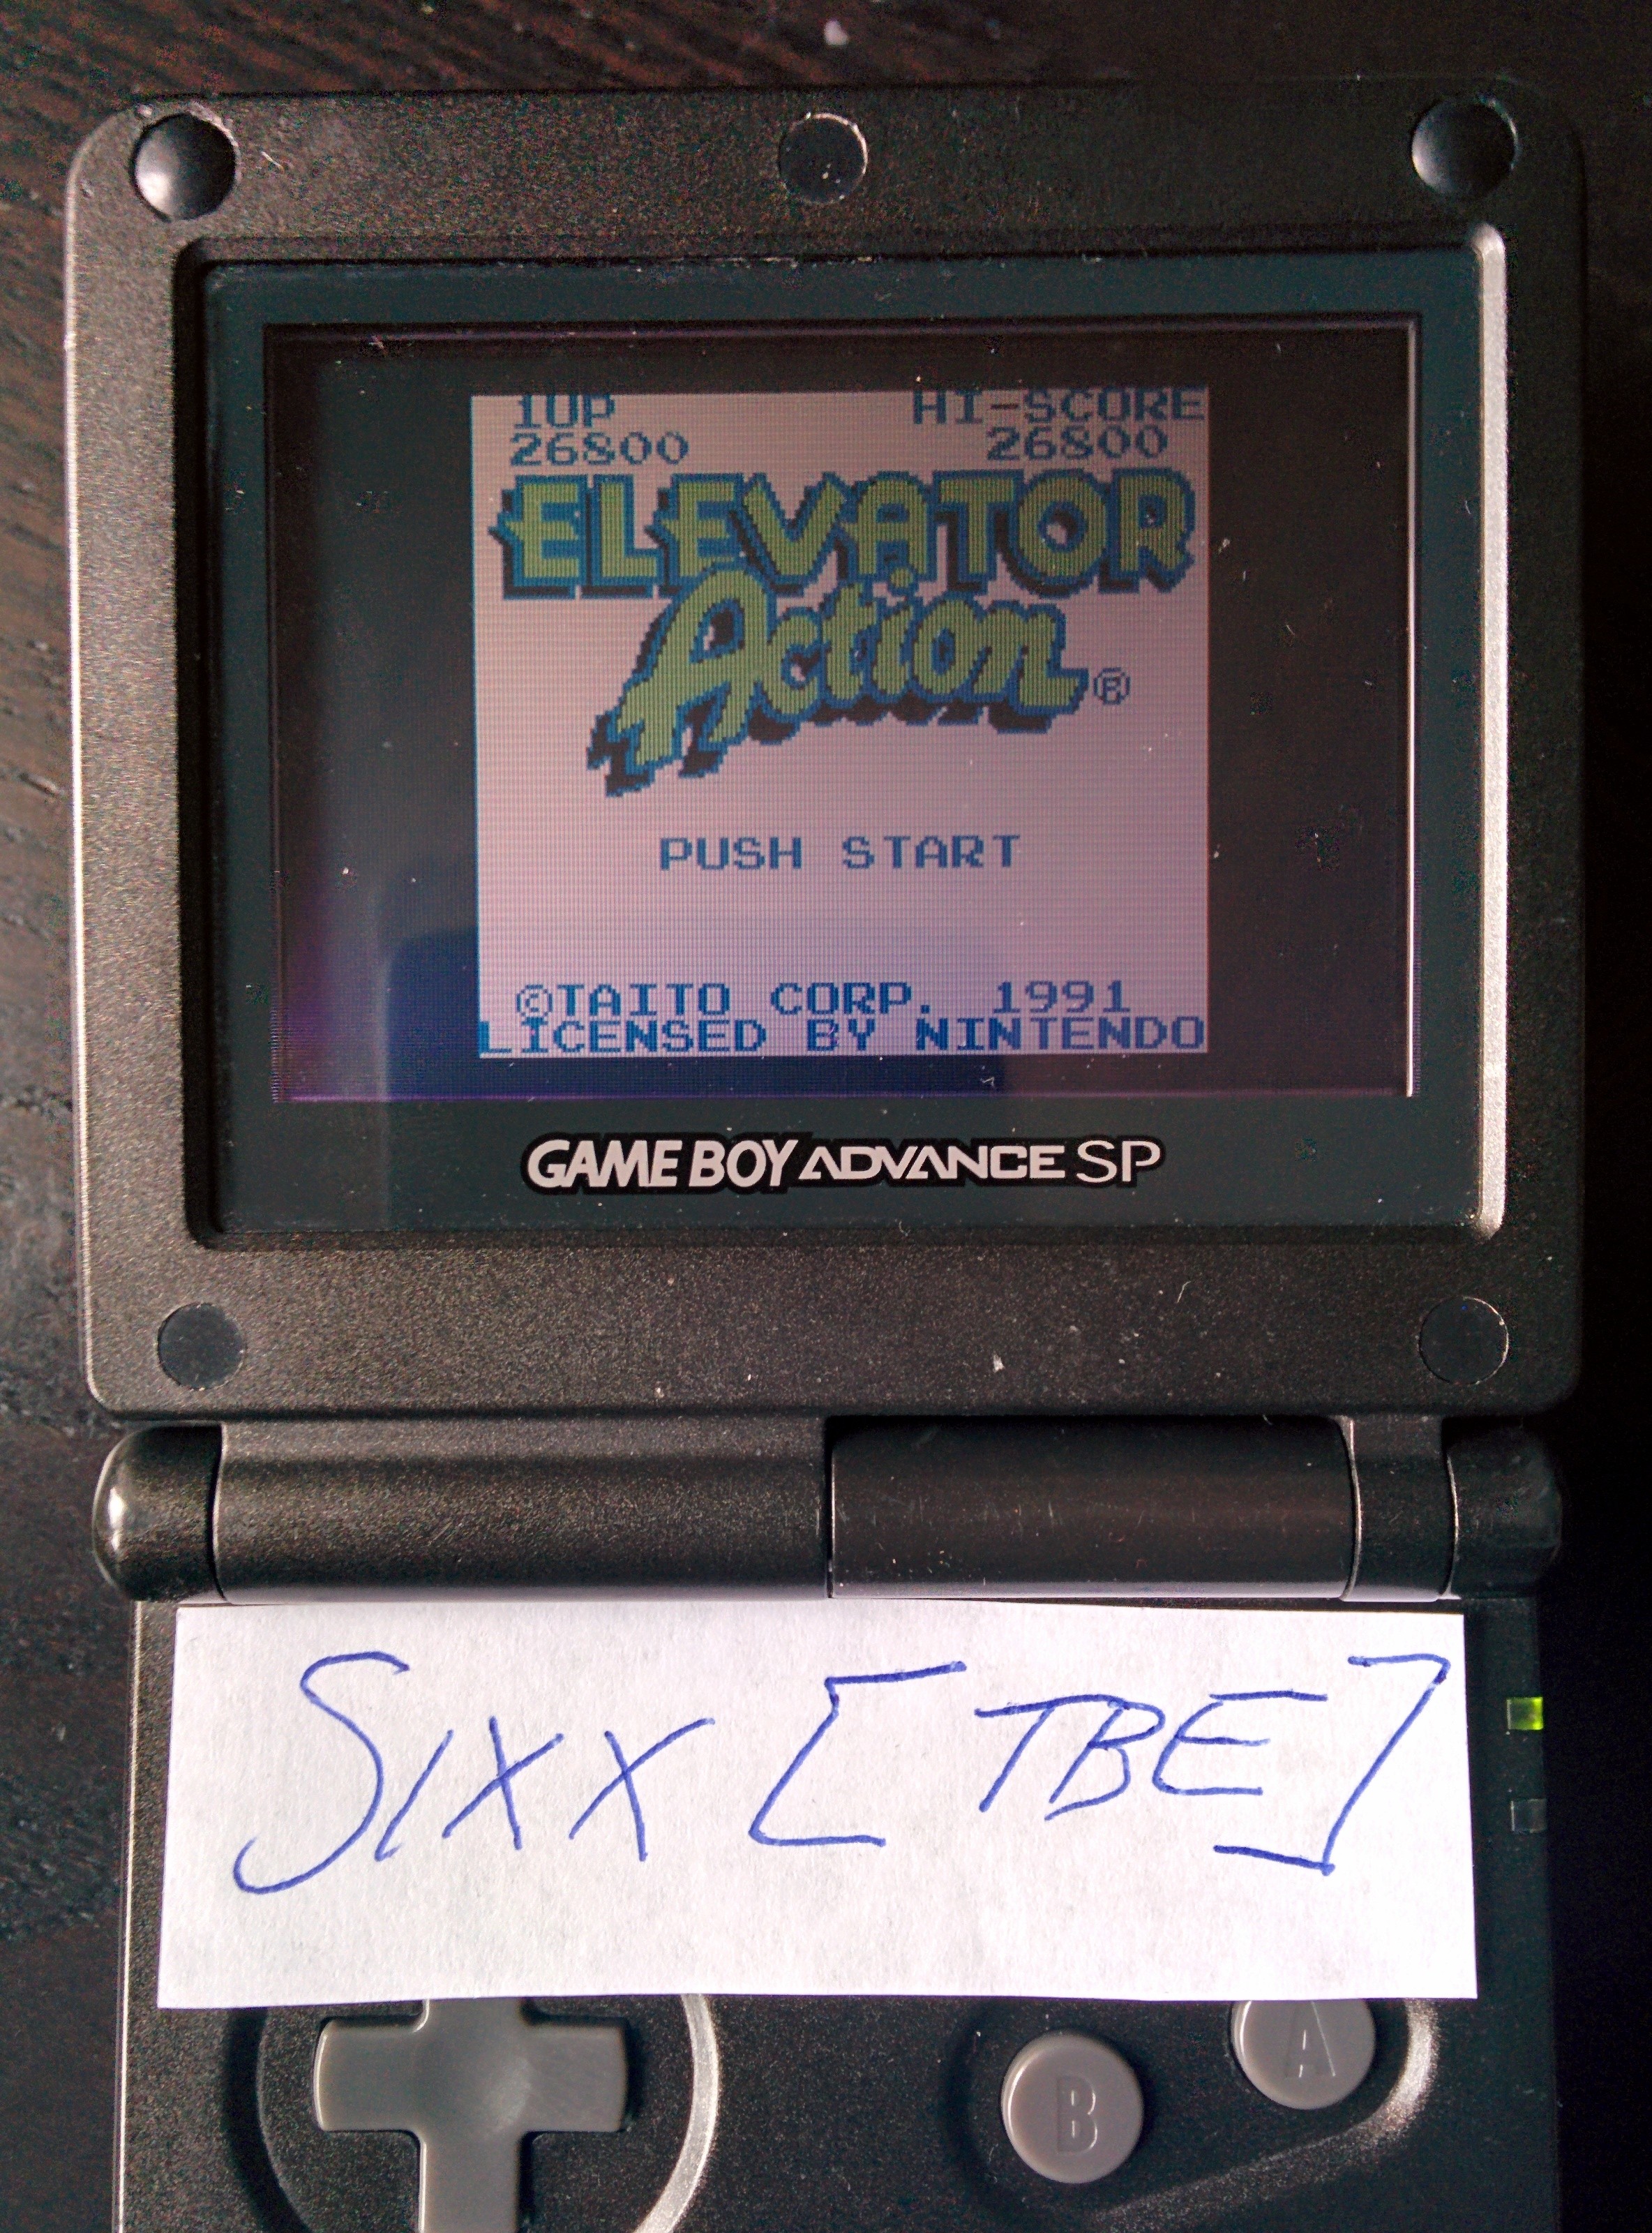 1UP HI-SCORE
26800 26800
ELEVATOR
Action®
PUSH START
©TAITO CORP. 1991
LICENSED BY NINTENDO
GAME BOY ADVANCE SP
SIXX [TBE]
A
B